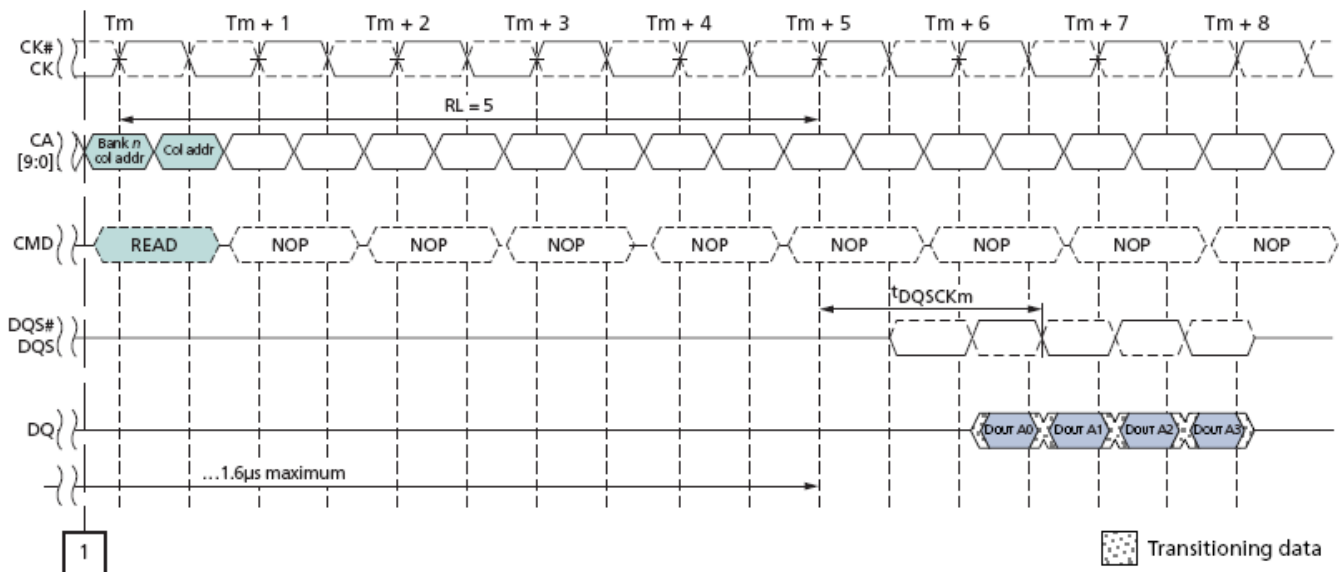 Tm Tm + 1 Tm + 2 Tm + 3 Tm + 4 Tm + 5 Tm + 6 Tm + 7 Tm + 8
CK#
CK
RL = 5
CA
[9:0]
Bank n
col addr
Col addr
CMD
READ NOP NOP NOP NOP NOP NOP NOP NOP
tDQSCKm
DQS#
DQS
DQ
DOUT A0 DOUT A1 DOUT A2 DOUT A3
...1.6µs maximum
1
Transitioning data